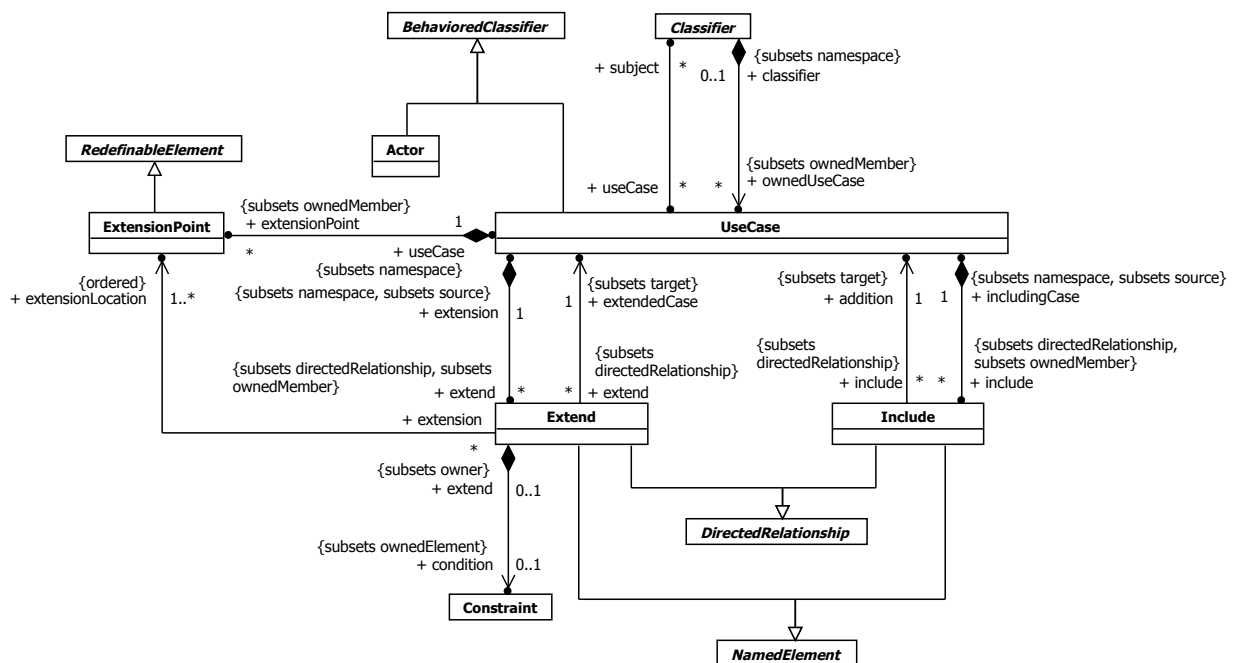 BehavioredClassifier
Classifier
{subsets namespace}
+ subject
*
0..1
+ classifier
RedefinableElement
Actor
{subsets ownedMember}
+ ownedUseCase
+ useCase
*
*
{subsets ownedMember}
+ extensionPoint
1
ExtensionPoint
UseCase
*
+ useCase
{subsets namespace}
{ordered}
+ extensionLocation
1..*
{subsets namespace, subsets source}
+ extension
1
1
{subsets target}
+ extendedCase
{subsets target}
+ addition
1
1
{subsets namespace, subsets source}
+ includingCase
{subsets directedRelationship, subsets
ownedMember}
+ extend
*
{subsets
directedRelationship}
*
+ extend
{subsets
directedRelationship}
+ include
*
*
{subsets directedRelationship,
subsets ownedMember}
+ include
+ extension
*
Extend
Include
{subsets owner}
+ extend
0..1
DirectedRelationship
{subsets ownedElement}
+ condition
0..1
Constraint
NamedElement